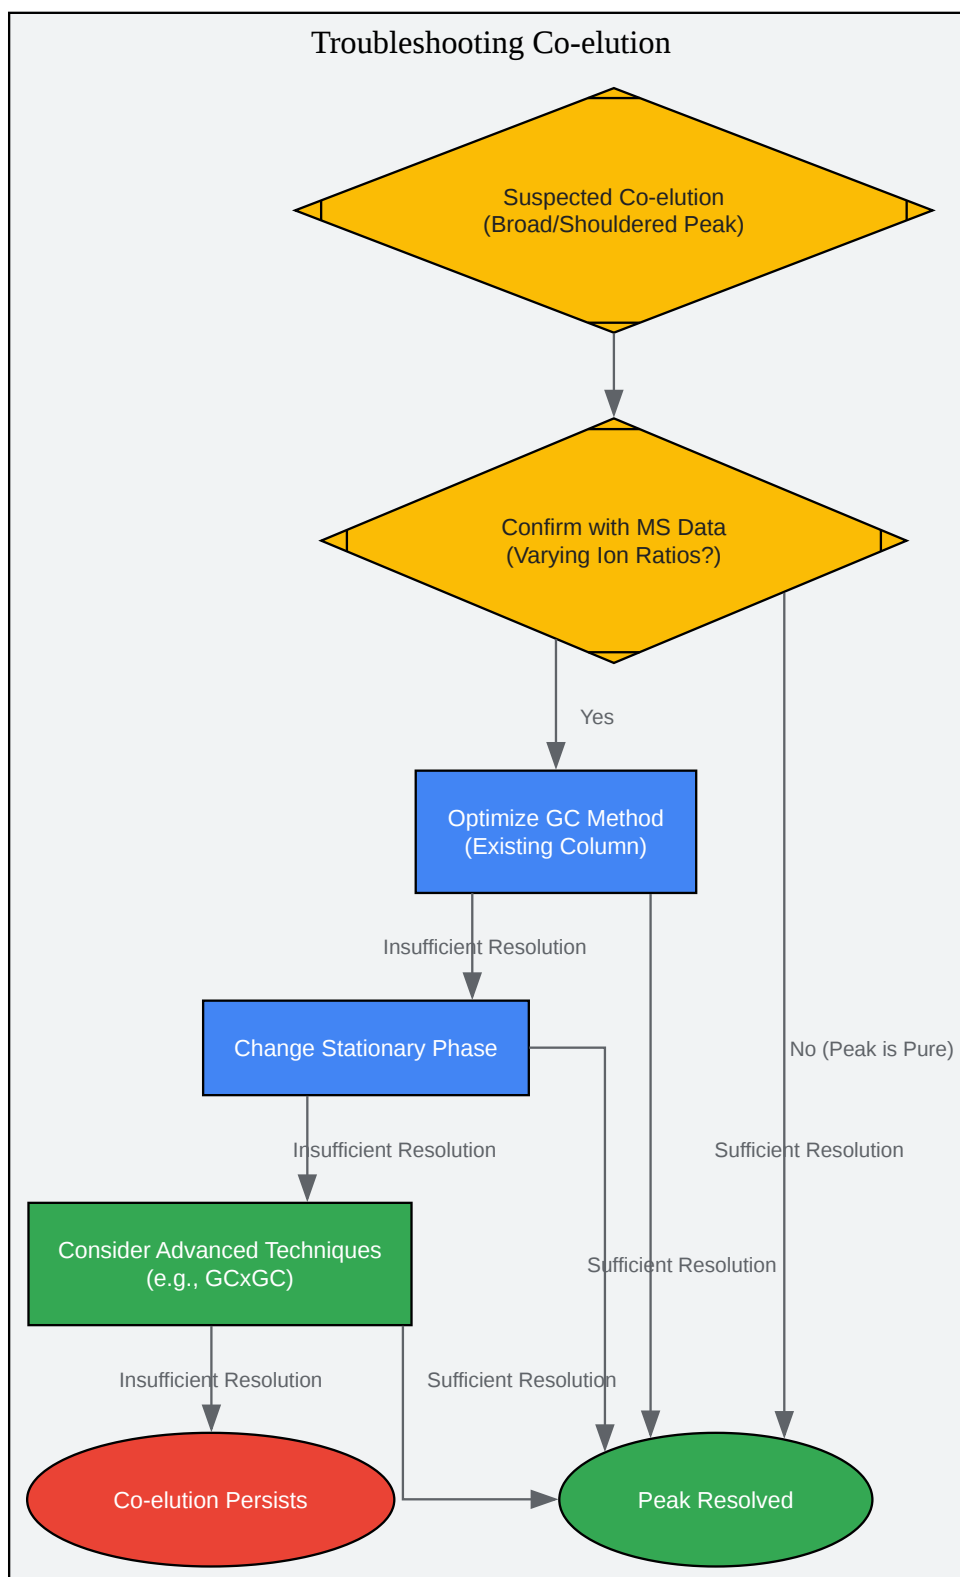 Troubleshooting Co-elution
Suspected Co-elution
(Broad/Shouldered Peak)
Confirm with MS Data
(Varying Ion Ratios?)
Yes
Optimize GC Method
(Existing Column)
Insufficient Resolution
Change Stationary Phase
No (Peak is Pure)
Insufficient Resolution
Sufficient Resolution
Consider Advanced Techniques
(e.g., GCxGC)
Sufficient Resolution
Insufficient Resolution
Sufficient Resolution
Co-elution Persists
Peak Resolved